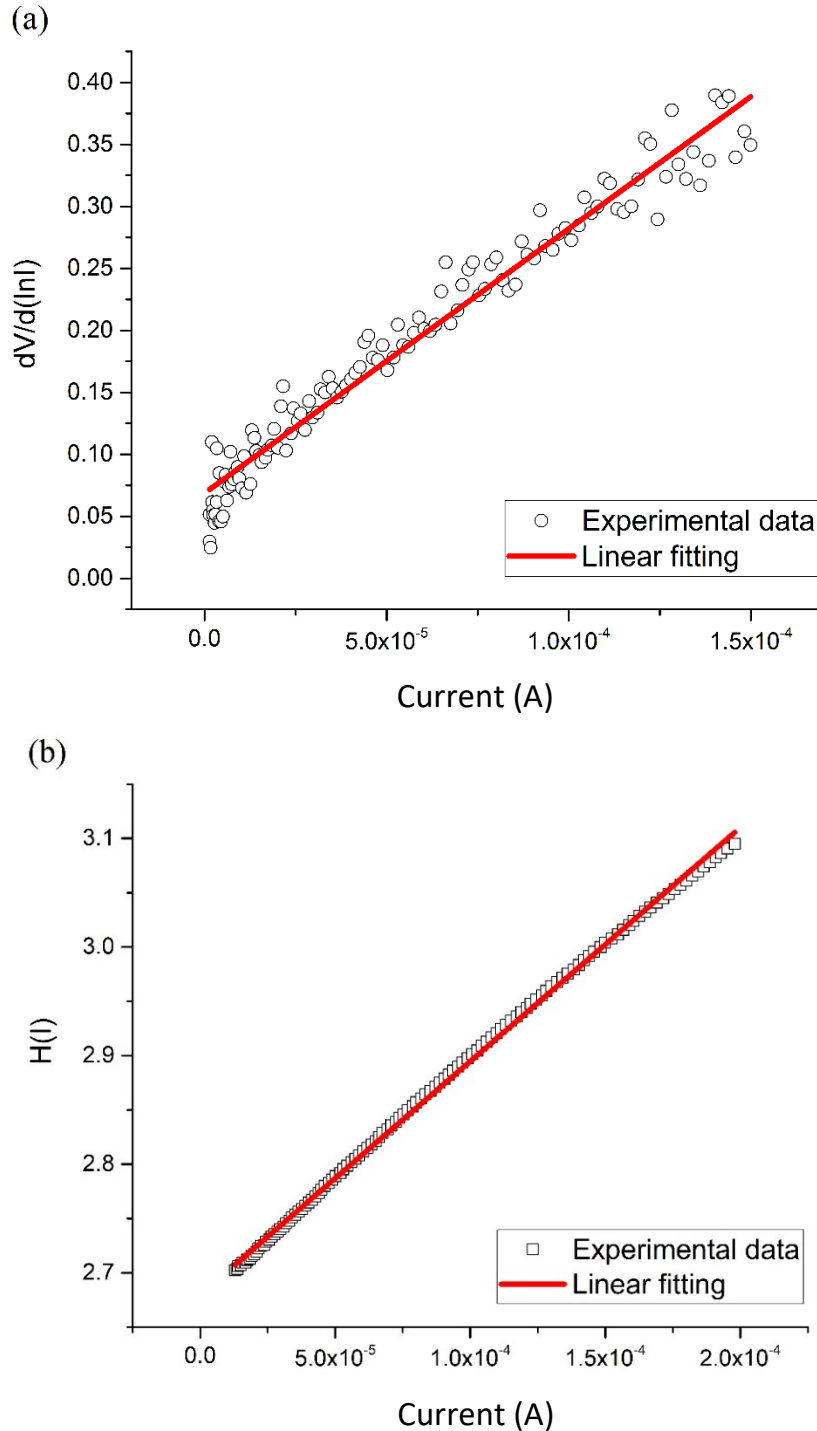 (a)
0.40
0.35
0.30
0.25
0.20
0.15
0.10
0.05
0.00
dV/d(lnI)
Experimental data
Linear fitting
0.0
5.0x10⁻⁵
1.0x10⁻⁴
1.5x10⁻⁴
Current (A)
(b)
3.1
3.0
2.9
2.8
2.7
H(I)
Experimental data
Linear fitting
0.0
5.0x10⁻⁵
1.0x10⁻⁴
1.5x10⁻⁴
2.0x10⁻⁴
Current (A)